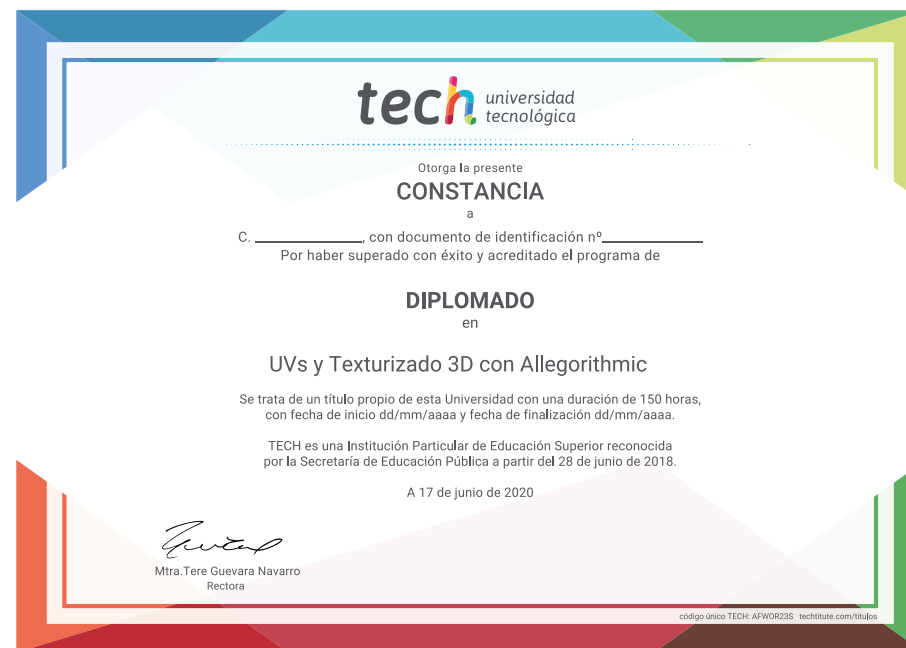 tech universidad
tecnológica
Otorga la presente
CONSTANCIA
a
C. ____________, con documento de identificación nº____________
Por haber superado con éxito y acreditado el programa de
DIPLOMADO
en
UVs y Texturizado 3D con Allegorithmic
Se trata de un título propio de esta Universidad con una duración de 150 horas,
con fecha de inicio dd/mm/aaaa y fecha de finalización dd/mm/aaaa.
TECH es una Institución Particular de Educación Superior reconocida
por la Secretaría de Educación Pública a partir del 28 de junio de 2018.
A 17 de junio de 2020
Mtra.Tere Guevara Navarro
Rectora
código único TECH: AFWOR23S techtitute.com/titulos